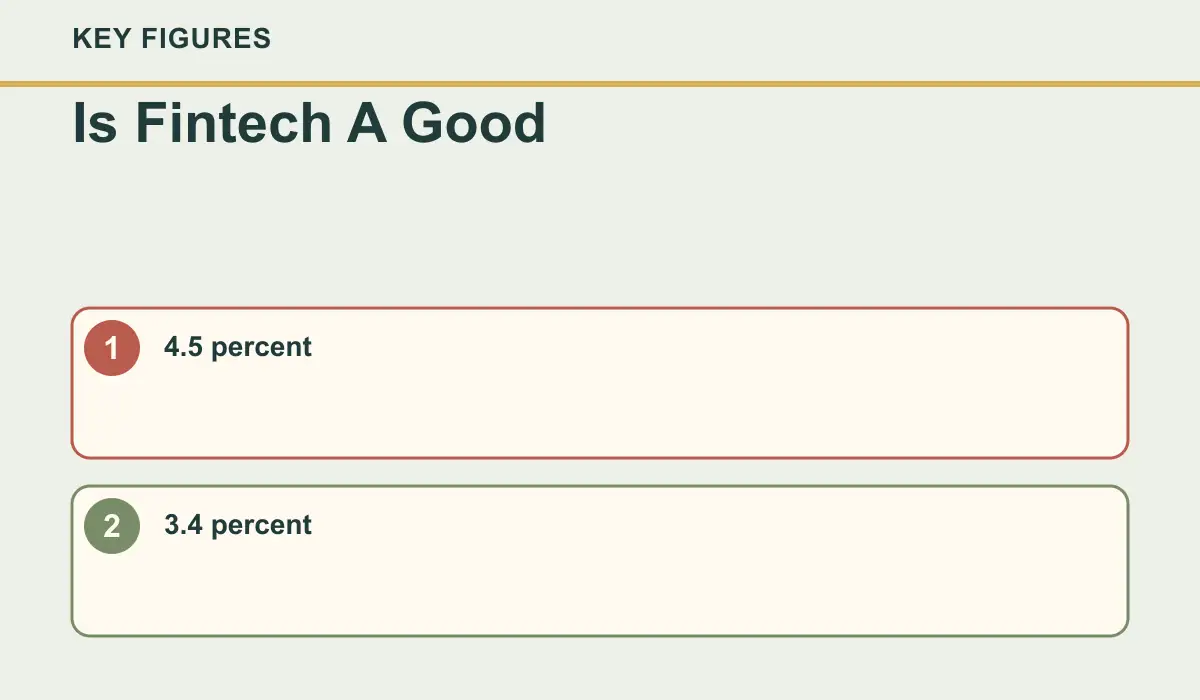 KEY FIGURES
Is Fintech A Good
1
4.5 percent
2
3.4 percent